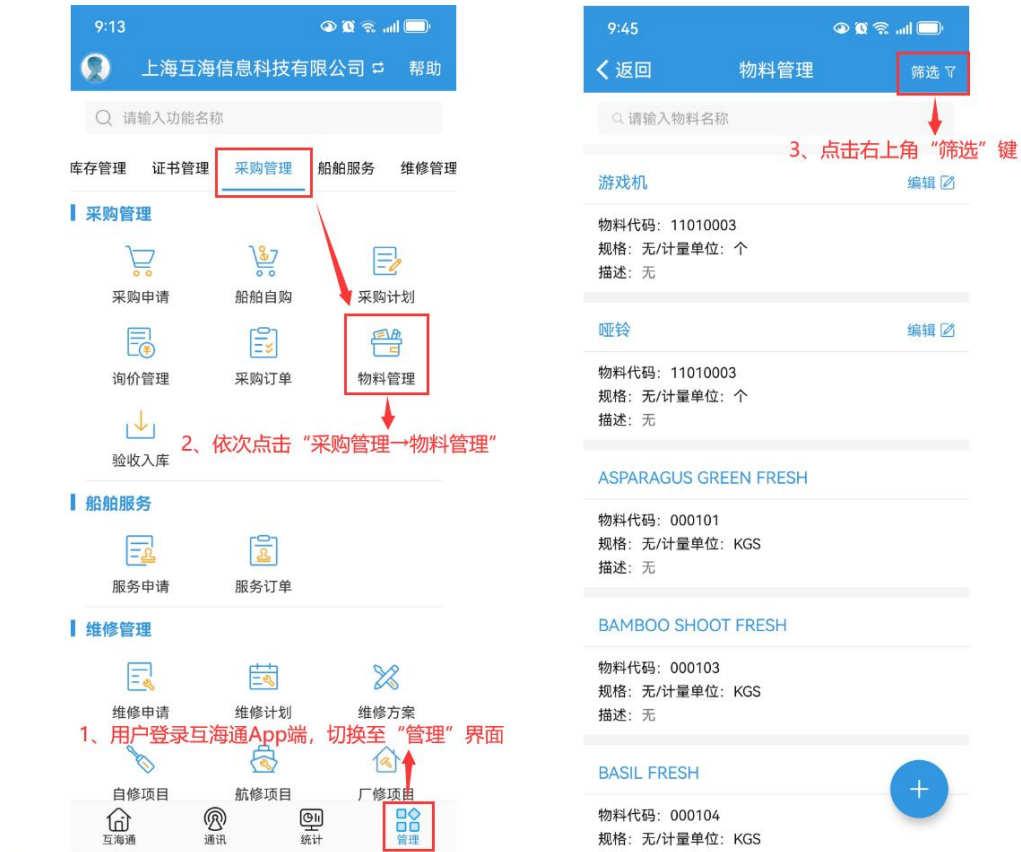 9:13
上海互海信息科技有限公司 帮助
请输入功能名称
库存管理 证书管理 采购管理 船舶服务 维修管理
采购管理
采购申请 船舶自购 采购计划
询价管理 采购订单 物料管理
2、依次点击“采购管理→物料管理”
验收入库
船舶服务
服务申请 服务订单
维修管理
维修申请 维修计划 维修方案
1、用户登录互海通App端，切换至“管理”界面
自修项目 航修项目 厂修项目
互海通 通讯 统计 管理
9:45
返回 物料管理 筛选
请输入物料名称
3、点击右上角“筛选”键
游戏机 编辑
物料代码：11010003
规格：无/计量单位：个
描述：无
哑铃 编辑
物料代码：11010003
规格：无/计量单位：个
描述：无
ASPARAGUS GREEN FRESH
物料代码：000101
规格：无/计量单位：KGS
描述：无
BAMBOO SHOOT FRESH
物料代码：000103
规格：无/计量单位：KGS
描述：无
BASIL FRESH
物料代码：000104
规格：无/计量单位：KGS